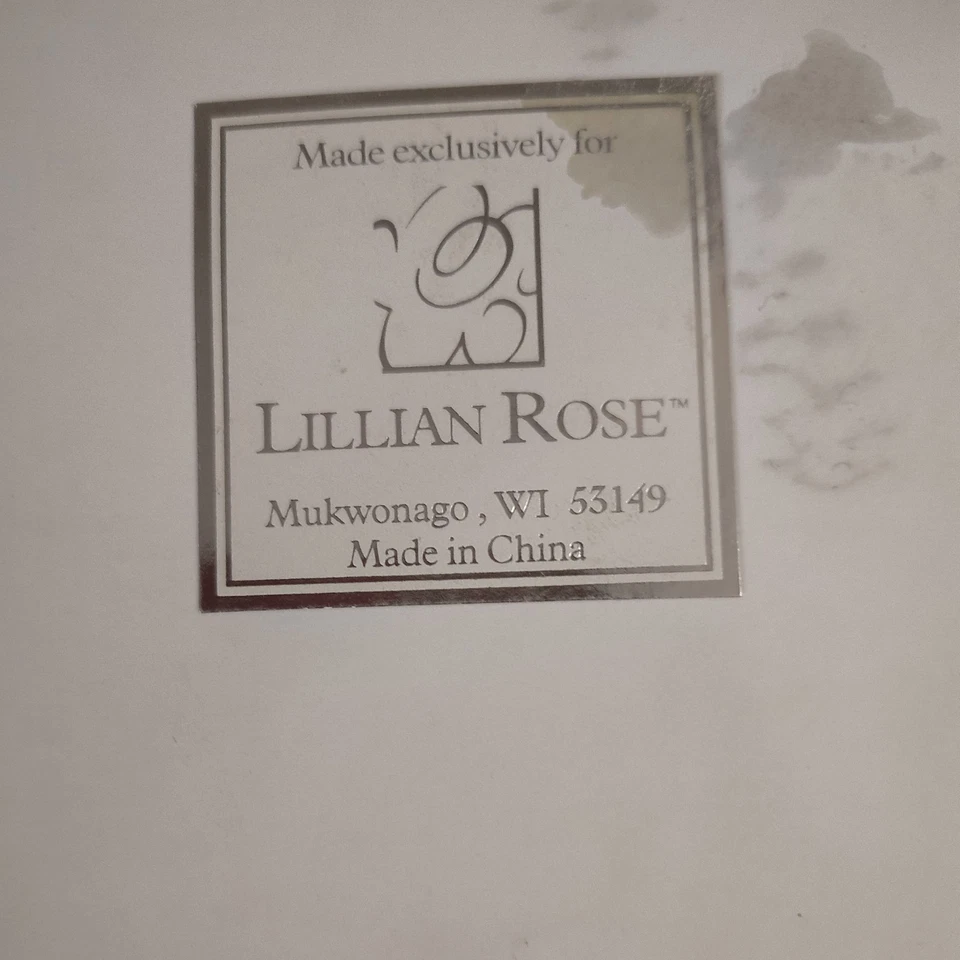 Made exclusively for
LILLIAN ROSE™
Mukwonago, WI 53149
Made in China